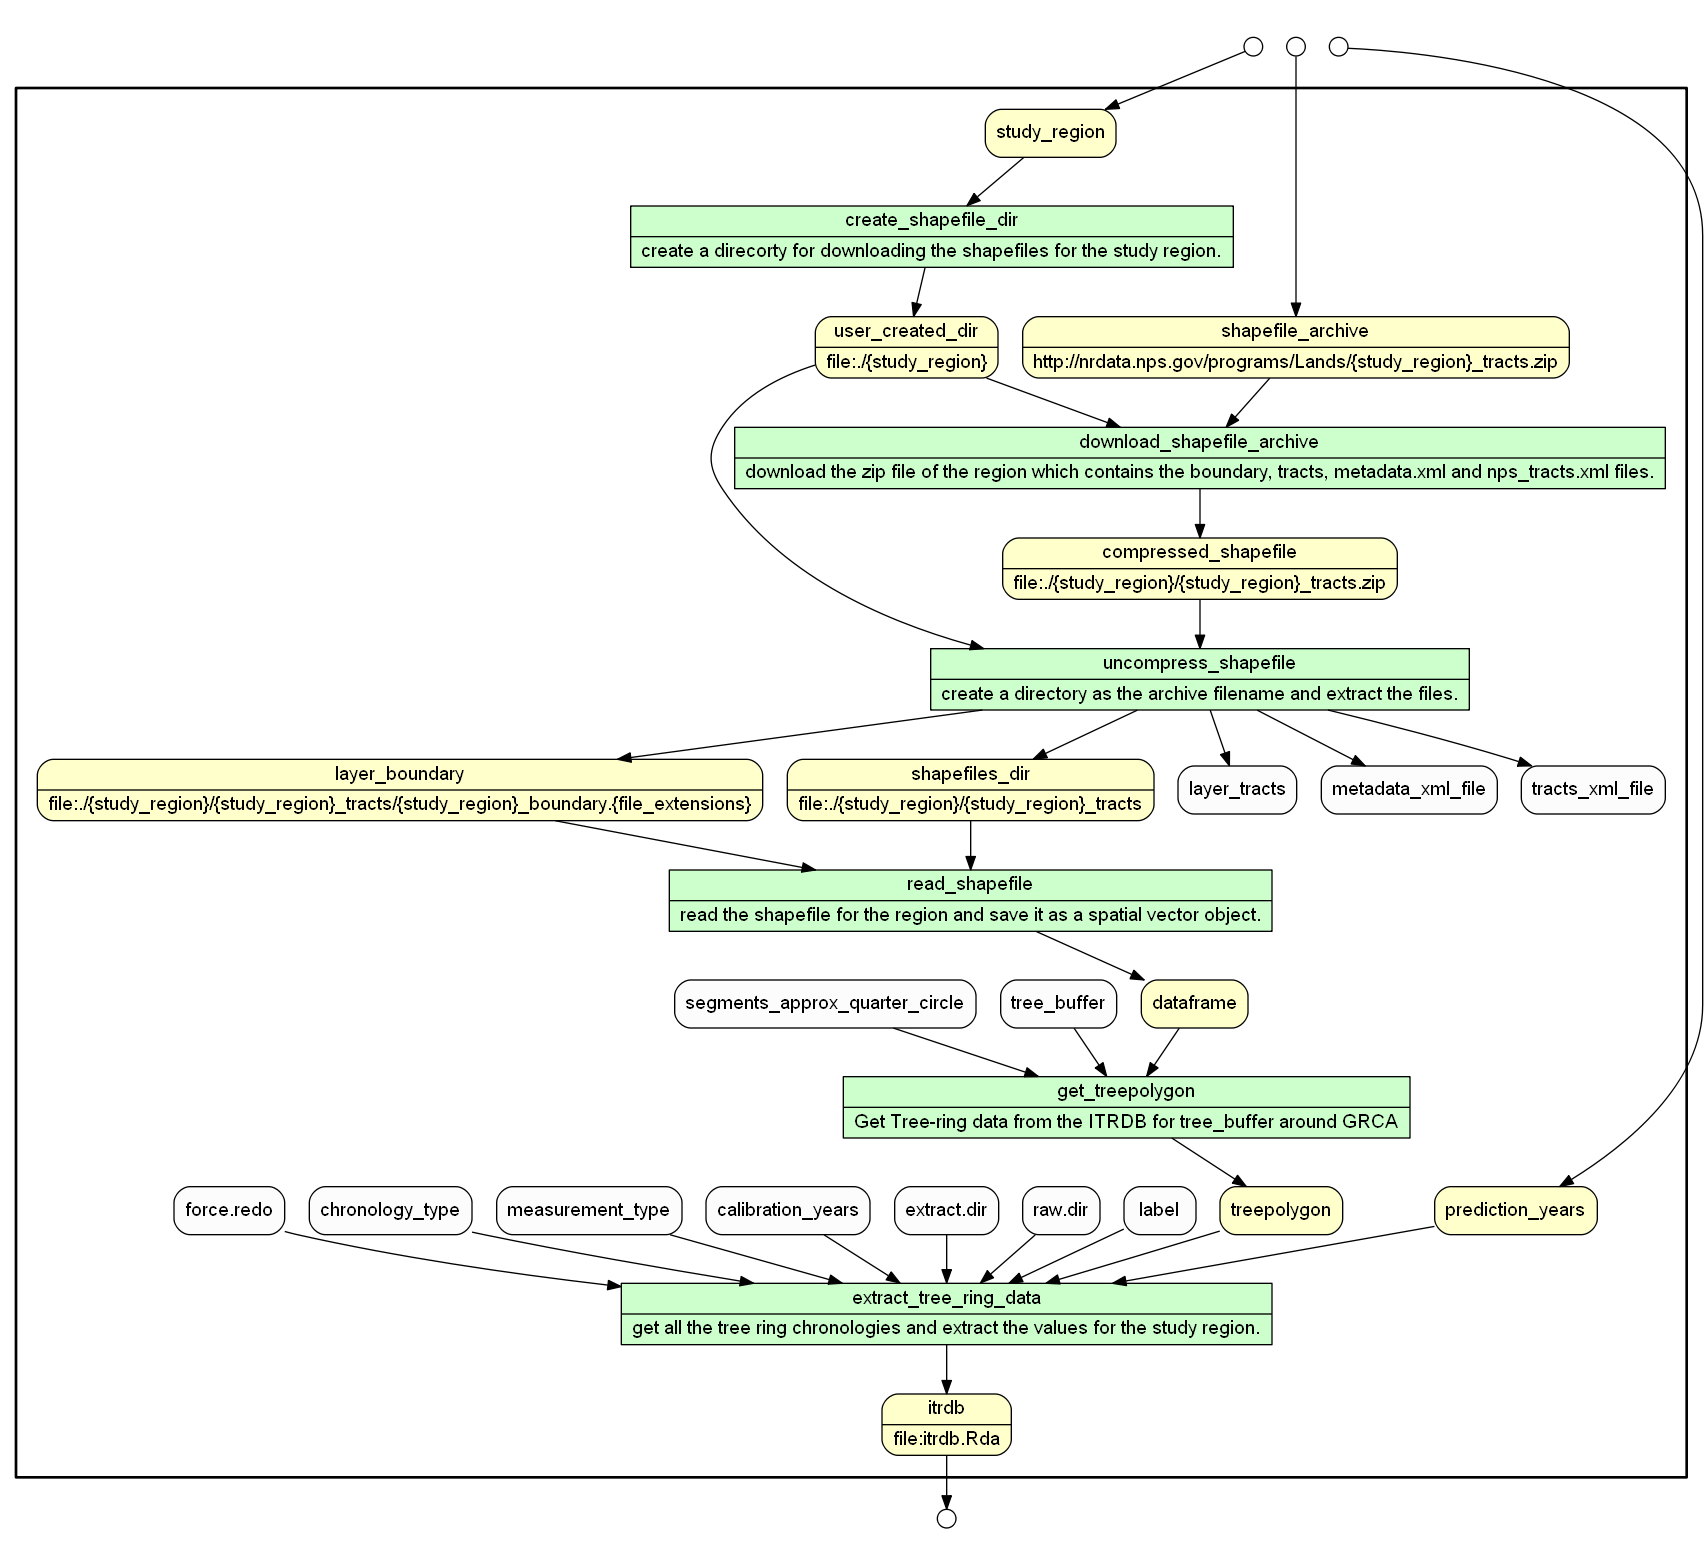 study_region
create_shapefile_dir
create a direcorty for downloading the shapefiles for the study region.
user_created_dir
file:./{study_region}
shapefile_archive
http://nrdata.nps.gov/programs/Lands/{study_region}_tracts.zip
download_shapefile_archive
download the zip file of the region which contains the boundary, tracts, metadata.xml and nps_tracts.xml files.
compressed_shapefile
file:./{study_region}/{study_region}_tracts.zip
uncompress_shapefile
create a directory as the archive filename and extract the files.
layer_boundary
file:./{study_region}/{study_region}_tracts/{study_region}_boundary.{file_extensions}
shapefiles_dir
file:./{study_region}/{study_region}_tracts
layer_tracts
metadata_xml_file
tracts_xml_file
read_shapefile
read the shapefile for the region and save it as a spatial vector object.
segments_approx_quarter_circle
tree_buffer
dataframe
get_treepolygon
Get Tree-ring data from the ITRDB for tree_buffer around GRCA
force.redo
chronology_type
measurement_type
calibration_years
extract.dir
raw.dir
label
treepolygon
prediction_years
extract_tree_ring_data
get all the tree ring chronologies and extract the values for the study region.
itrdb
file:itrdb.Rda